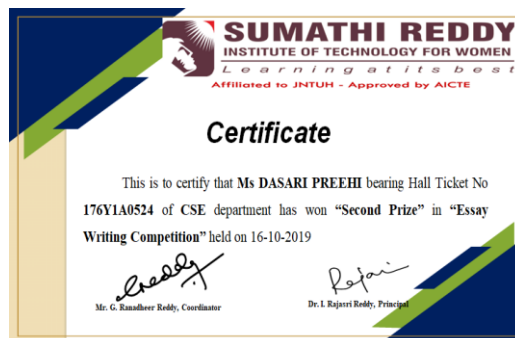 SUMATHI REDDY
INSTITUTE OF TECHNOLOGY FOR WOMEN
Learning at its best
Affiliated to JNTUH - Approved by AICTE
Certificate
This is to certify that Ms DASARI PREEHI bearing Hall Ticket No
176Y1A0524 of CSE department has won “Second Prize” in “Essay
Writing Competition” held on 16-10-2019
Mr. G. Ranadheer Reddy, Coordinator
Dr. I. Rajasri Reddy, Principal